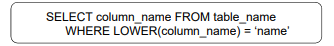 SELECT column_name FROM table_name
WHERE LOWER(column_name) = ‘name’